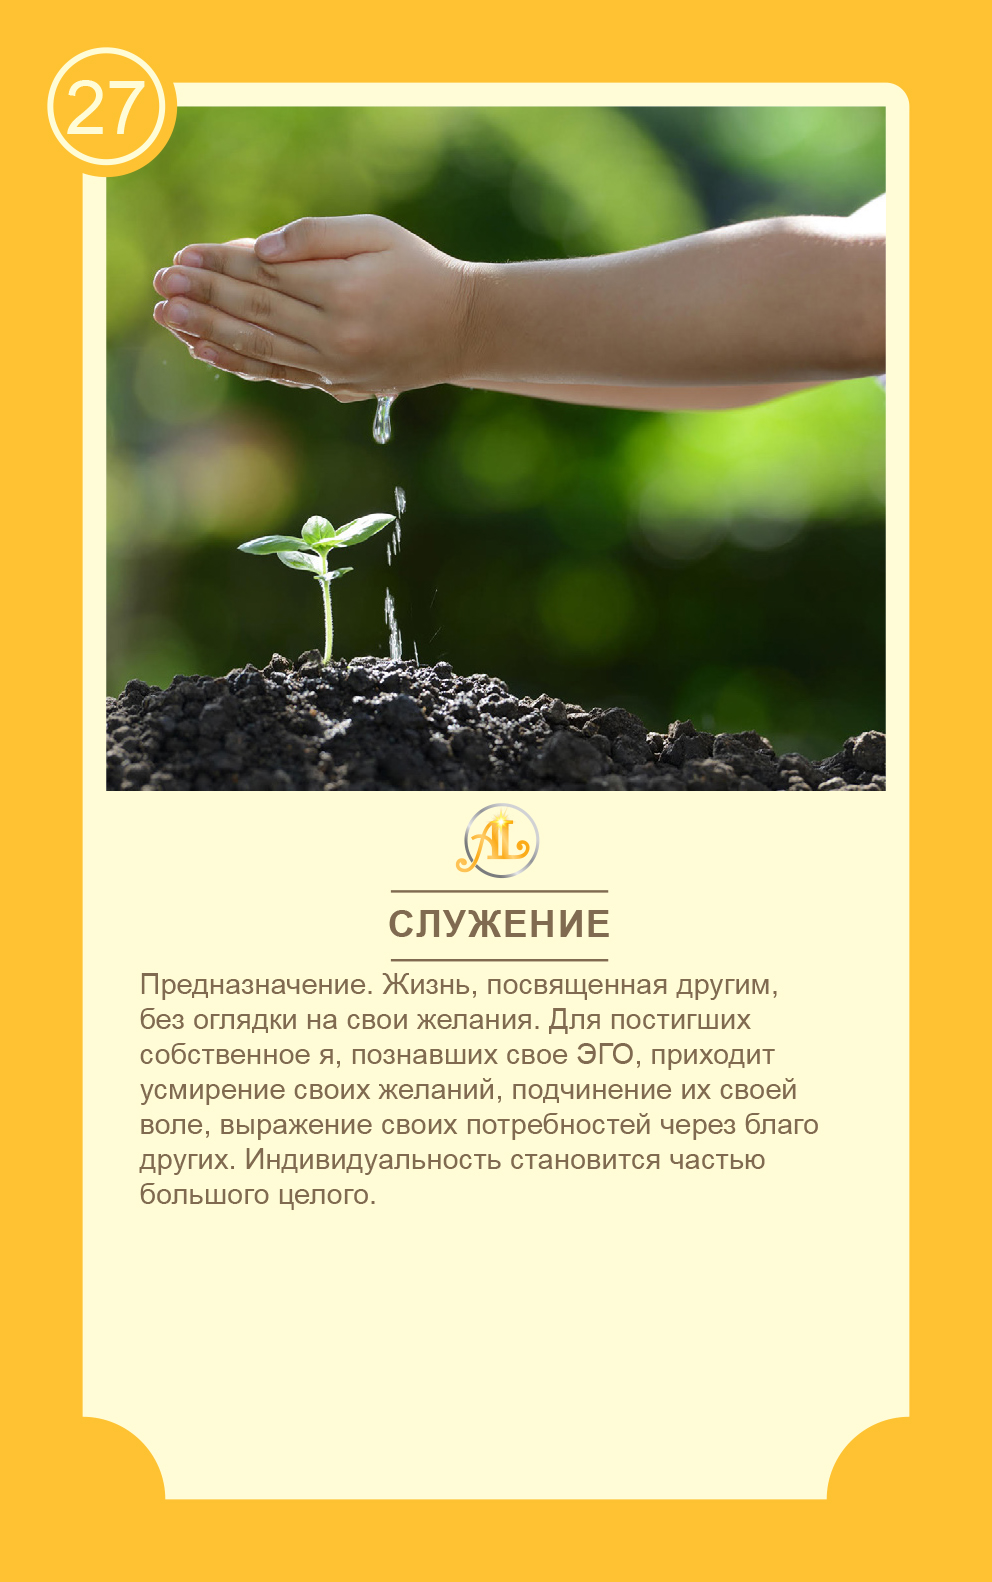 27
AL
СЛУЖЕНИЕ
Предназначение. Жизнь, посвященная другим,
без оглядки на свои желания. Для постигших
собственное я, познавших свое ЭГО, приходит
усмирение своих желаний, подчинение их своей
воле, выражение своих потребностей через благо
других. Индивидуальность становится частью
большого целого.